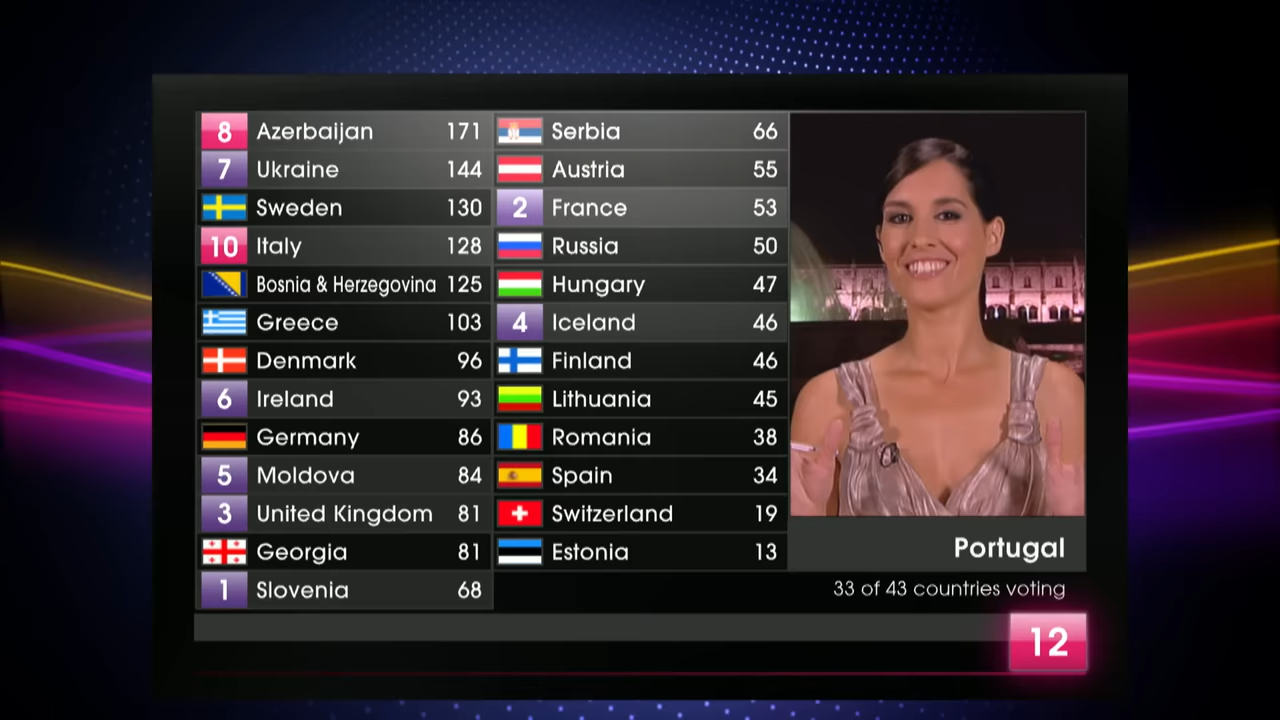 8 Azerbaijan 171
7 Ukraine 144
Sweden 130
10 Italy 128
Bosnia & Herzegovina 125
Greece 103
Denmark 96
6 Ireland 93
Germany 86
5 Moldova 84
3 United Kingdom 81
Georgia 81
1 Slovenia 68
Serbia 66
Austria 55
2 France 53
Russia 50
Hungary 47
4 Iceland 46
Finland 46
Lithuania 45
Romania 38
Spain 34
Switzerland 19
Estonia 13
Portugal
33 of 43 countries voting
12